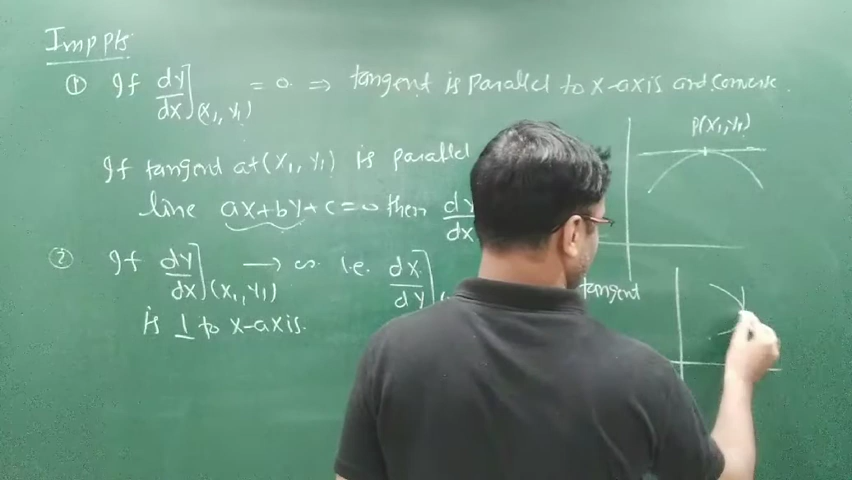 Imp pts
① If dy/dx](x₁, y₁) = 0 ⇒ tangent is parallel to x-axis and converse.
If tangent at (x₁, y₁) is parallel
line ax+by+c=0 then dy/dx
② If dy/dx](x₁, y₁) → ∞ i.e. dx/dy] tangent
is ⊥ to x-axis.
P(x₁, y₁)